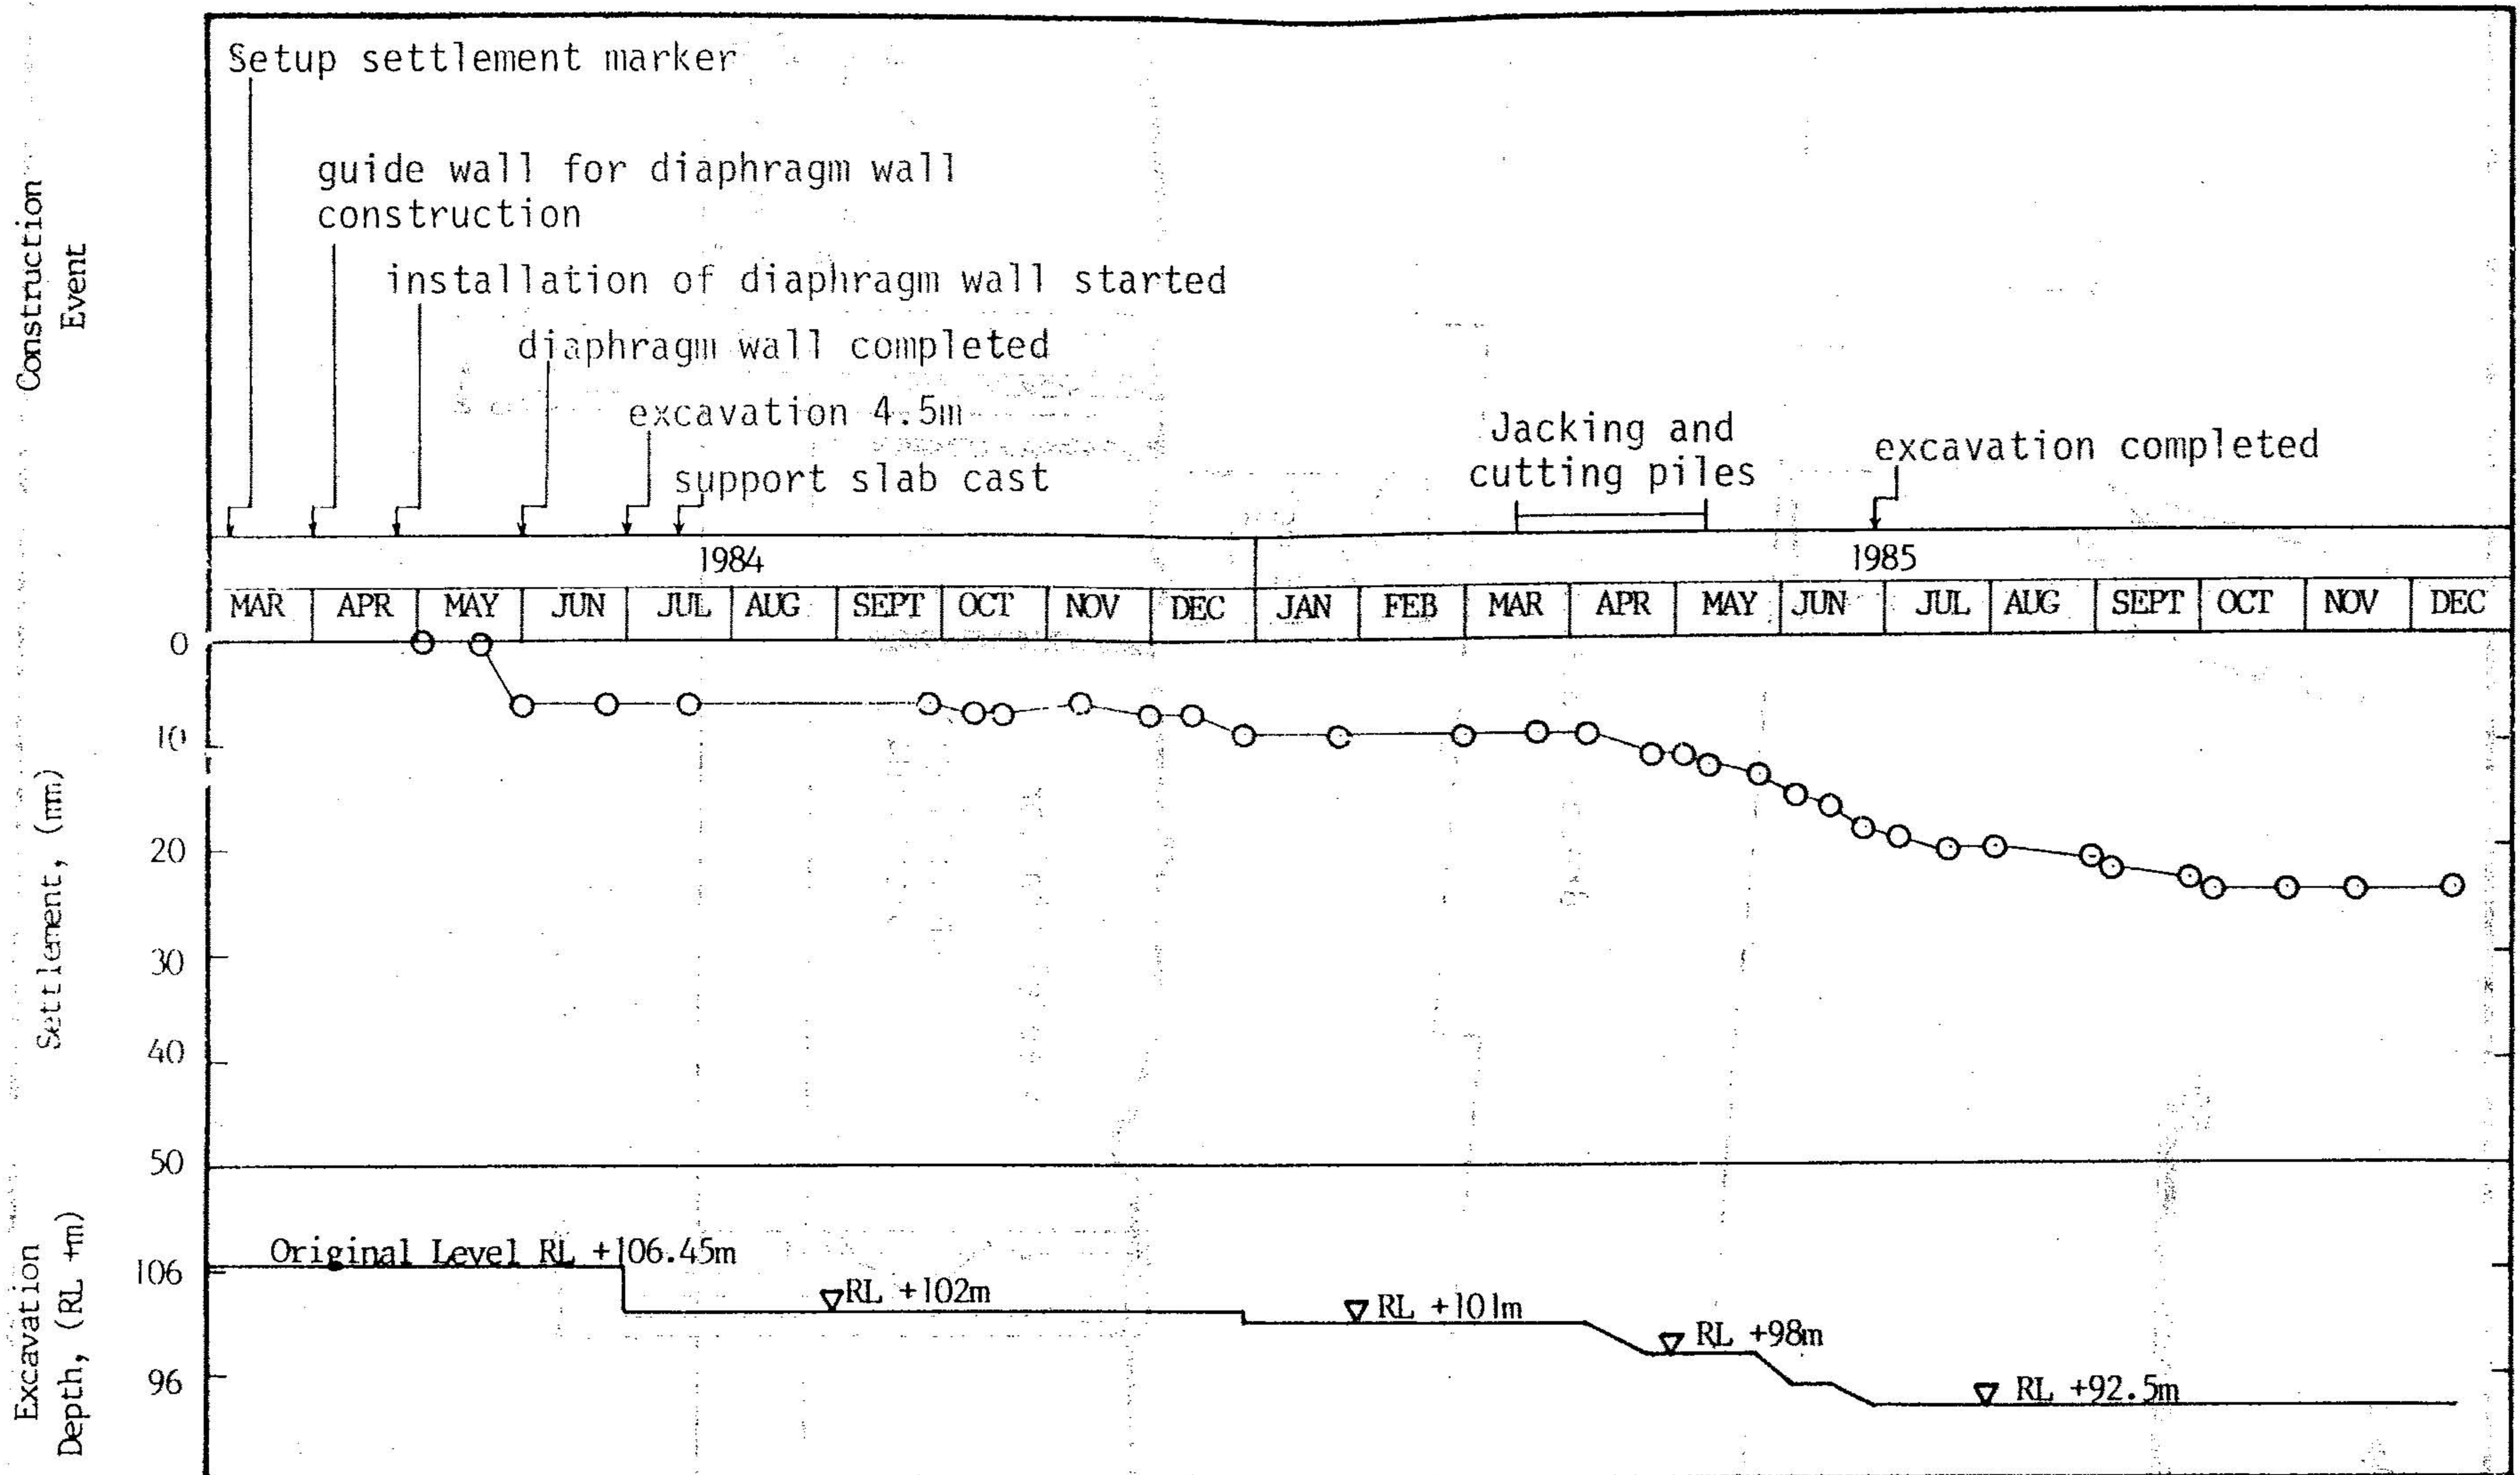 Setup settlement marker
guide wall for diaphragm wall
construction
installation of diaphragm wall started
diaphragm wall completed
excavation 4.5m
support slab cast
Jacking and
cutting piles
excavation completed
Construction
Event
1984 1985
MAR APR MAY JUN JUL AUG SEPT OCT NOV DEC JAN FEB MAR APR MAY JUN JUL AUG SEPT OCT NOV DEC
0
10
20
30
40
50
Settlement, (mm)
Original Level RL +106.45m
106
RL +102m
RL +101m
RL +98m
96
RL +92.5m
Excavation
Depth, (RL +m)